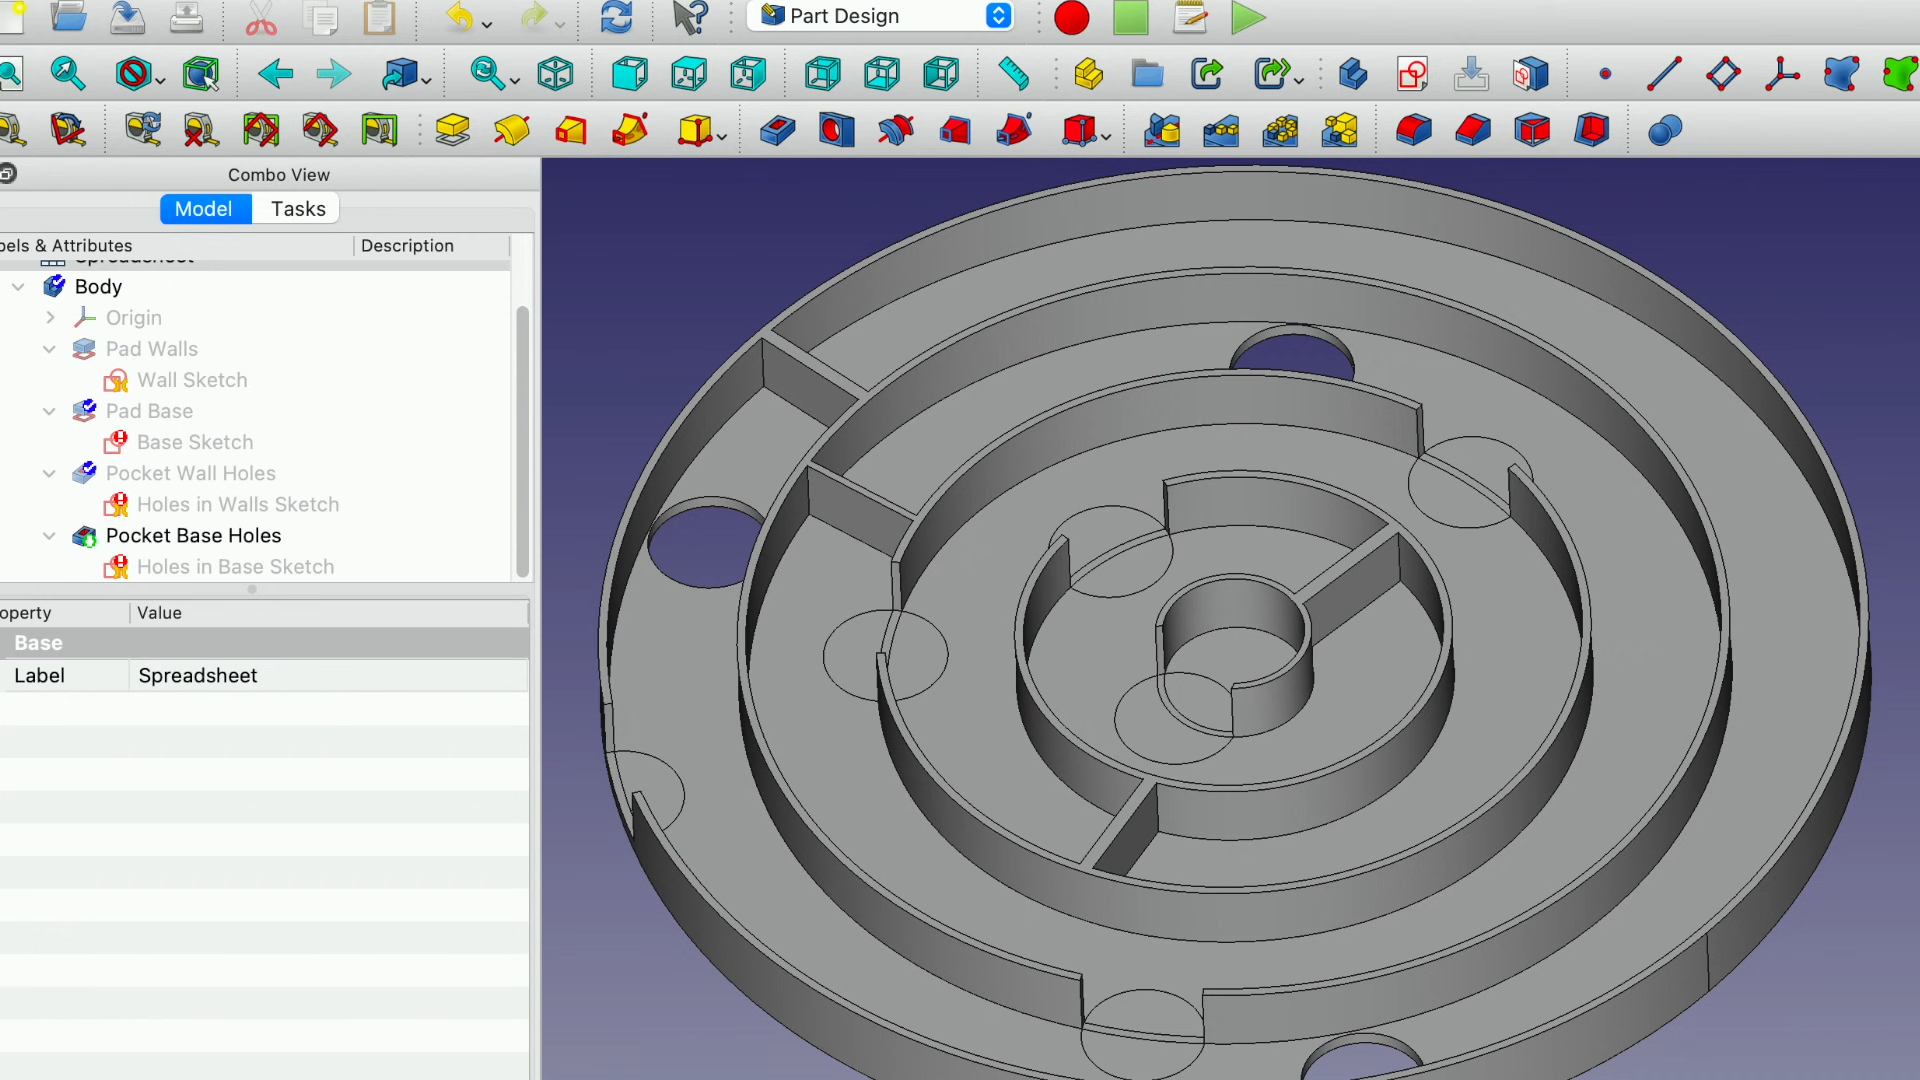 Part Design
Combo View
Model Tasks
bels & Attributes Description
Spreadsheet
Body
Origin
Pad Walls
Wall Sketch
Pad Base
Base Sketch
Pocket Wall Holes
Holes in Walls Sketch
Pocket Base Holes
Holes in Base Sketch
operty Value
Base
Label Spreadsheet